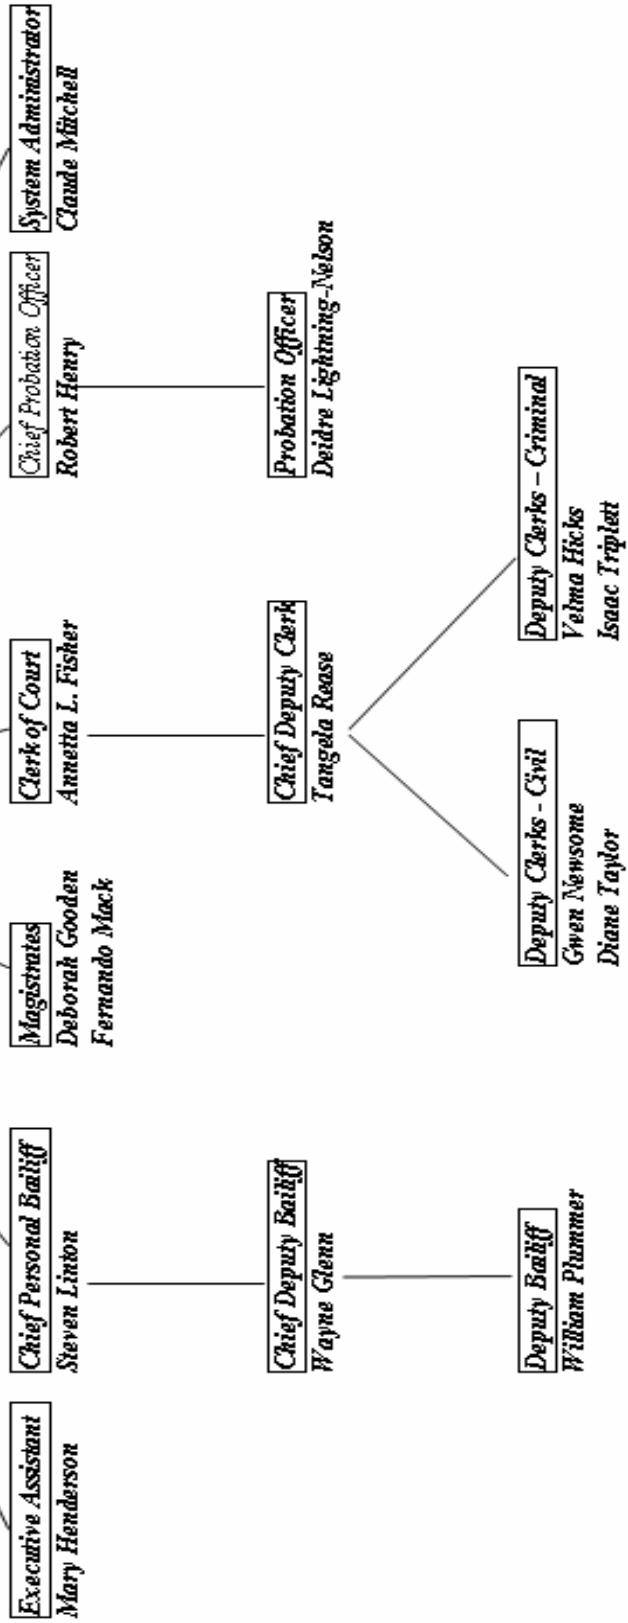 Executive Assistant
Mary Henderson
Chief Personal Bailiff
Steven Linton
Magistrates
Deborah Gooden
Fernando Mack
Clerk of Court
Annetta L. Fisher
Chief Probation Officer
Robert Henry
System Administrator
Claude Mitchell
Chief Deputy Bailiff
Wayne Glenn
Chief Deputy Clerk
Tangela Rease
Probation Officer
Deidre Lightning-Nelson
Deputy Bailiff
William Plummer
Deputy Clerks - Civil
Gwen Newsome
Diane Taylor
Deputy Clerks – Criminal
Velma Hicks
Isaac Triplett